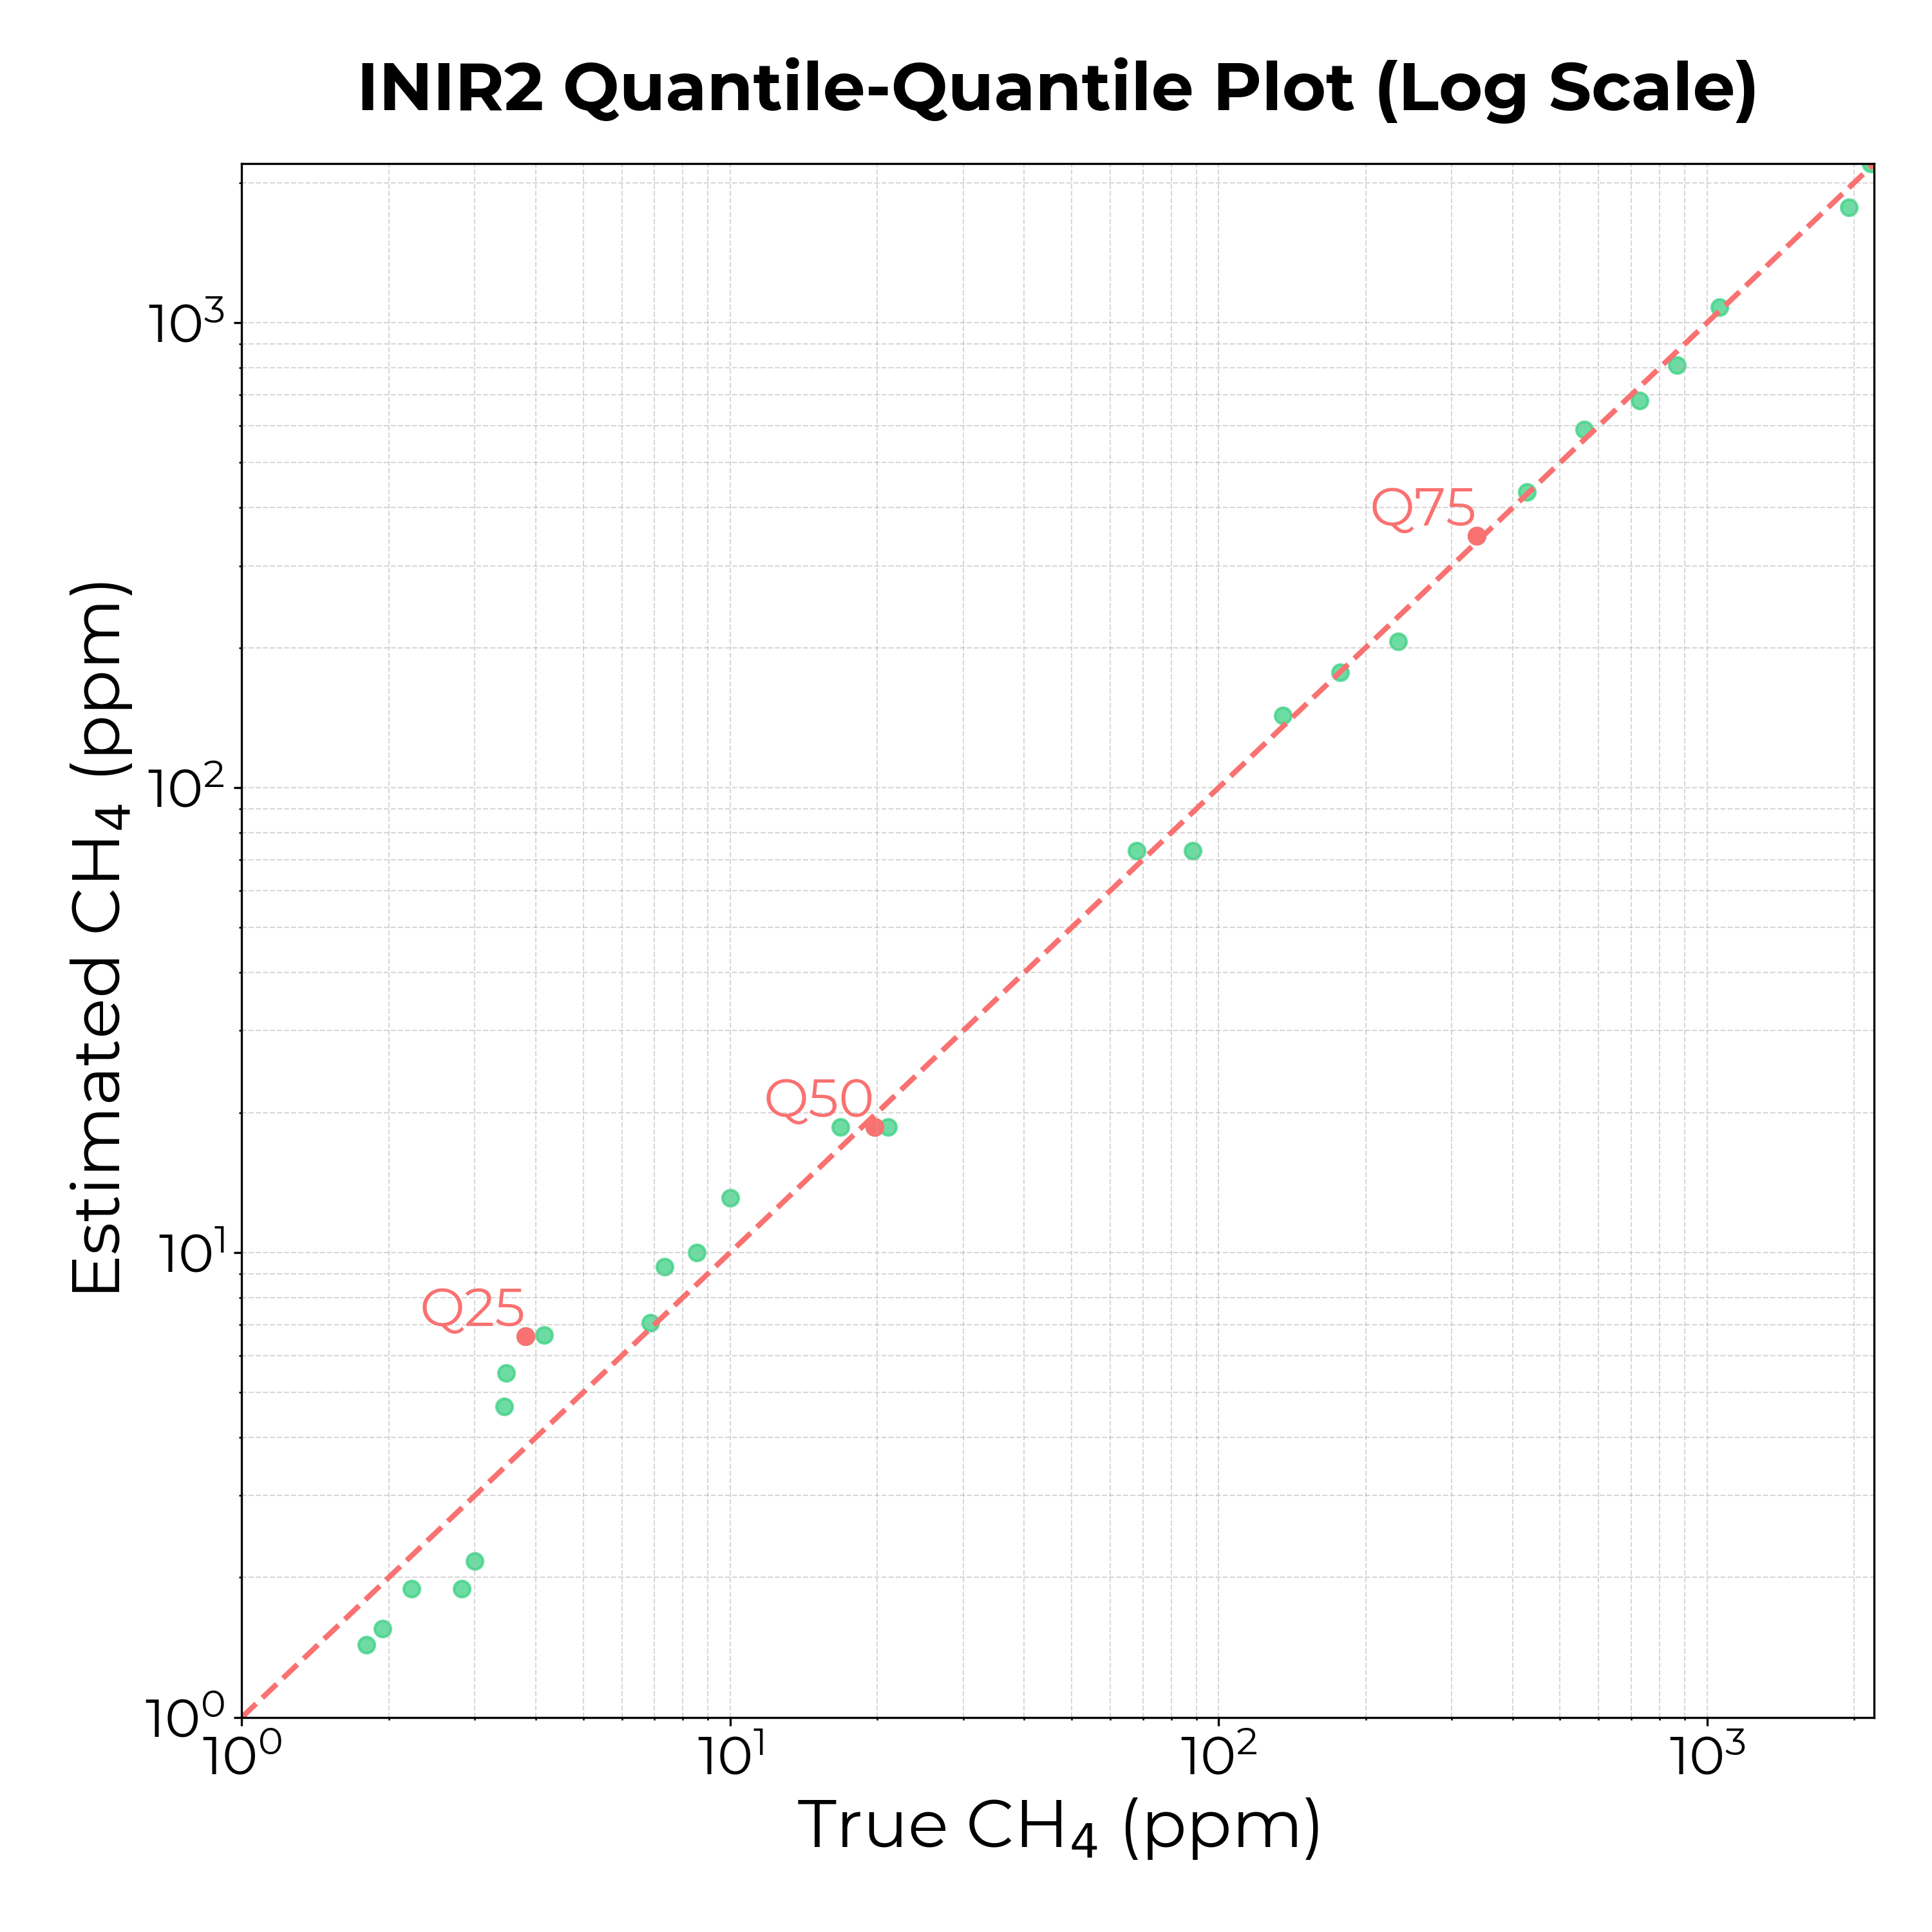 INIR2 Quantile-Quantile Plot (Log Scale)
Estimated CH₄ (ppm)
10³
10²
10¹
10⁰
Q75
Q50
Q25
10⁰ 10¹ 10² 10³
True CH₄ (ppm)